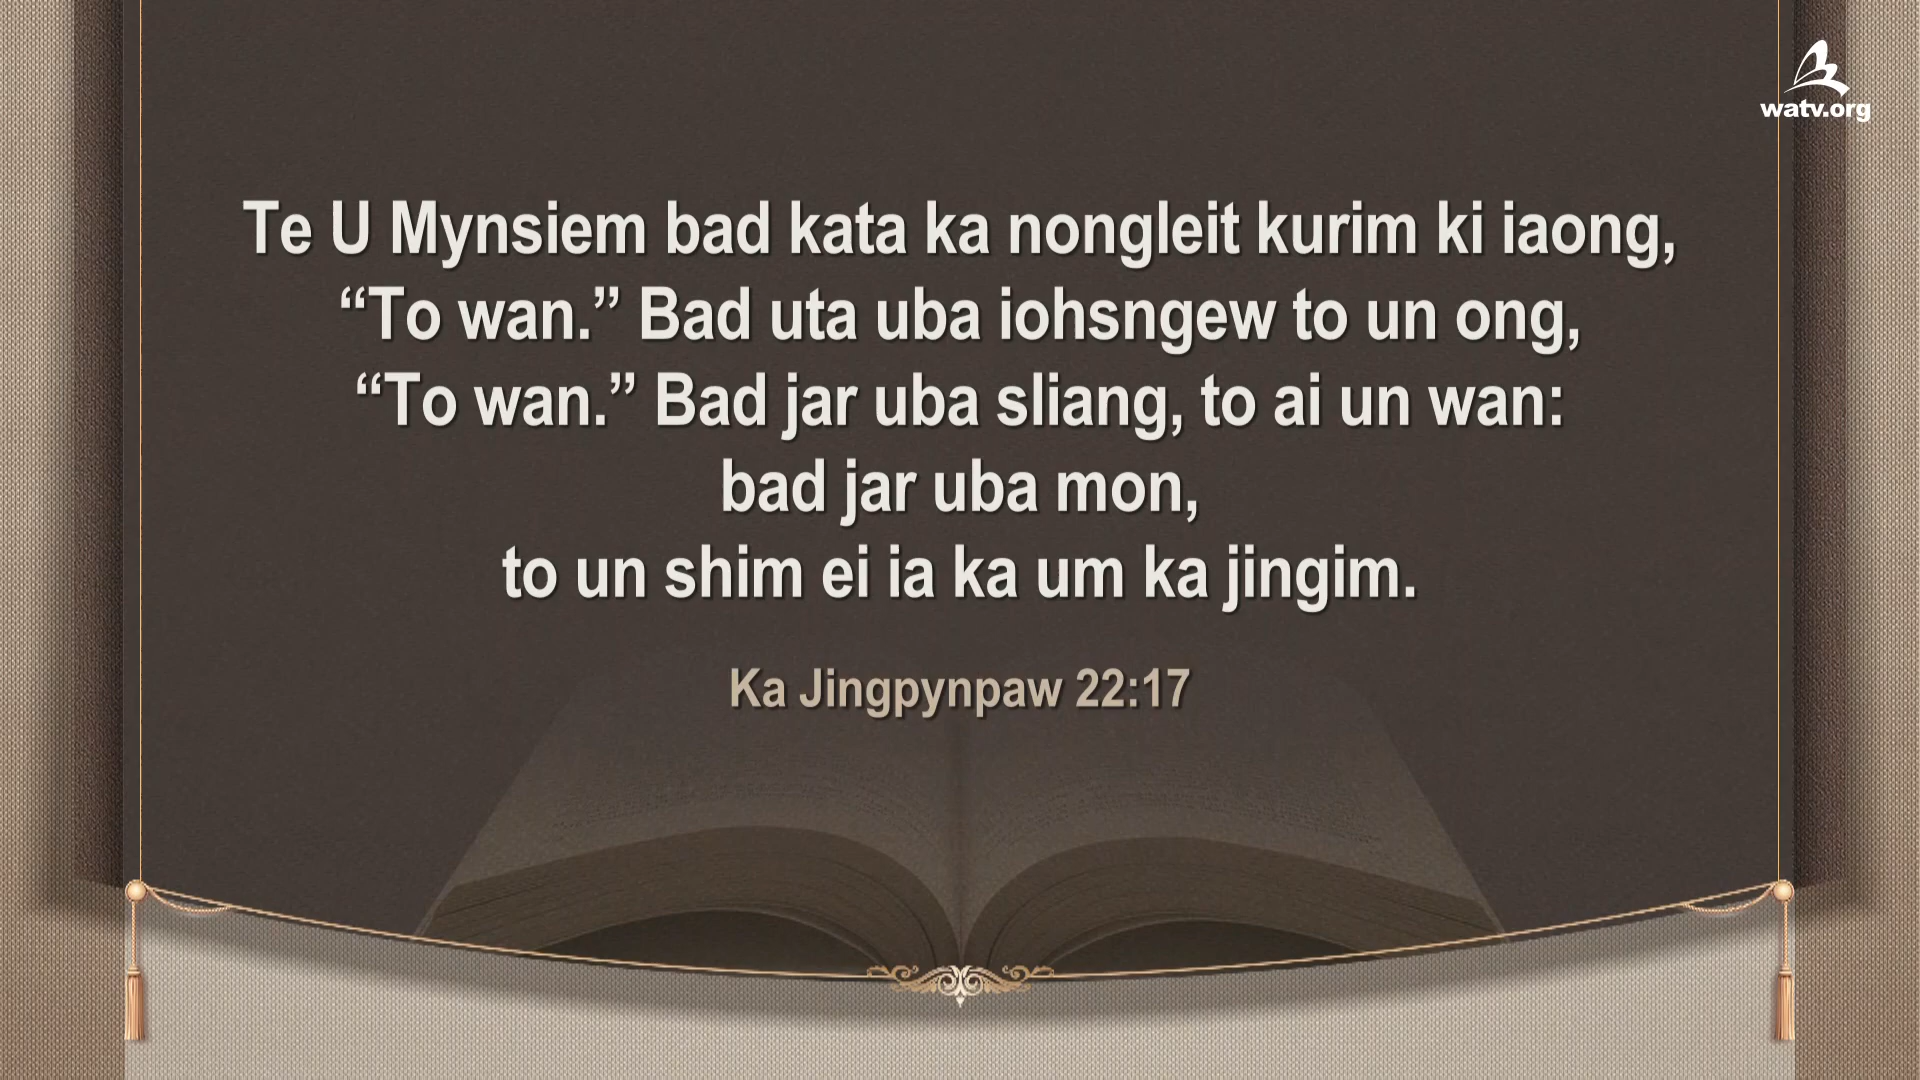 watv.org
Te U Mynsiem bad kata ka nongleit kurim ki iaong,
“To wan.” Bad uta uba iohsngew to un ong,
“To wan.” Bad jar uba sliang, to ai un wan:
bad jar uba mon,
to un shim ei ia ka um ka jingim.
Ka Jingpynpaw 22:17